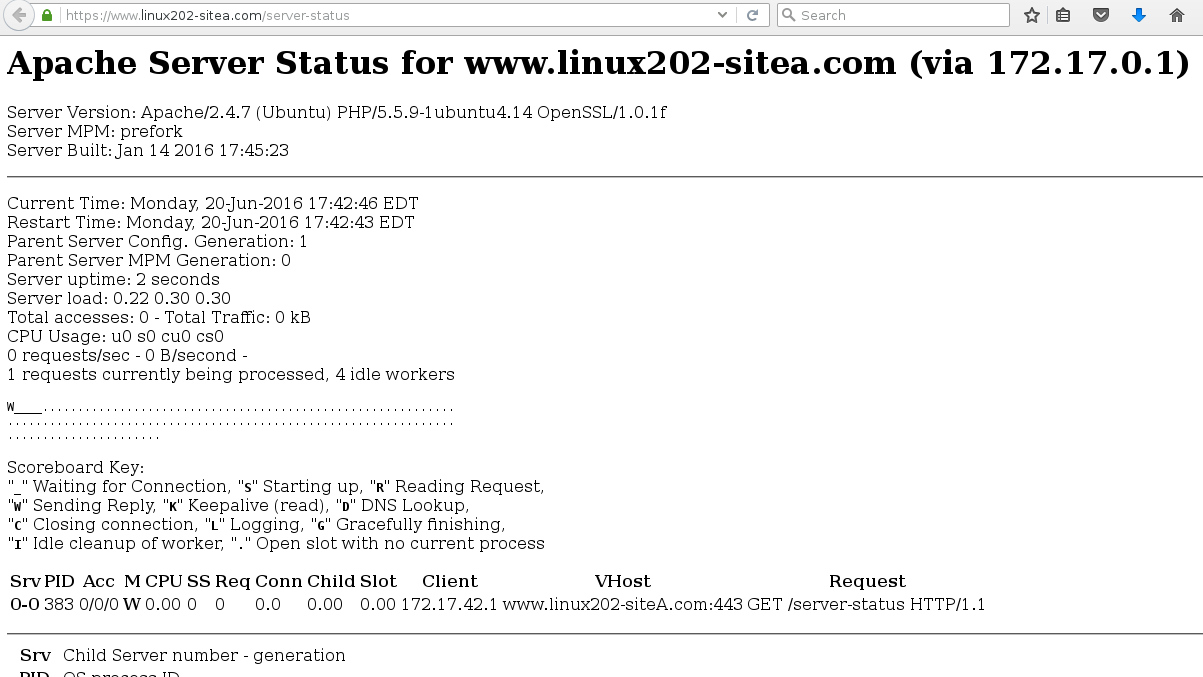 https://www.linux202-sitea.com/server-status
Search
Apache Server Status for www.linux202-sitea.com (via 172.17.0.1)
Server Version: Apache/2.4.7 (Ubuntu) PHP/5.5.9-1ubuntu4.14 OpenSSL/1.0.1f
Server MPM: prefork
Server Built: Jan 14 2016 17:45:23
Current Time: Monday, 20-Jun-2016 17:42:46 EDT
Restart Time: Monday, 20-Jun-2016 17:42:43 EDT
Parent Server Config. Generation: 1
Parent Server MPM Generation: 0
Server uptime: 2 seconds
Server load: 0.22 0.30 0.30
Total accesses: 0 - Total Traffic: 0 kB
CPU Usage: u0 s0 cu0 cs0
0 requests/sec - 0 B/second -
1 requests currently being processed, 4 idle workers
W____...........................................................
................................................................
......................
Scoreboard Key:
"_" Waiting for Connection, "S" Starting up, "R" Reading Request,
"W" Sending Reply, "K" Keepalive (read), "D" DNS Lookup,
"C" Closing connection, "L" Logging, "G" Gracefully finishing,
"I" Idle cleanup of worker, "." Open slot with no current process
Srv PID Acc M CPU SS Req Conn Child Slot Client VHost Request
0-0 383 0/0/0 W 0.00 0 0 0.0 0.00 0.00 172.17.42.1 www.linux202-siteA.com:443 GET /server-status HTTP/1.1
Srv Child Server number - generation
PID OS process ID